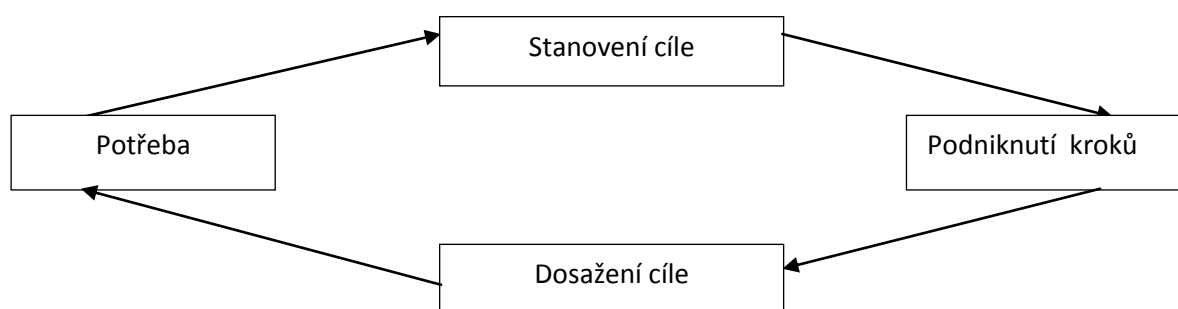 Stanovení cíle
Potřeba
Podniknutí kroků
Dosažení cíle